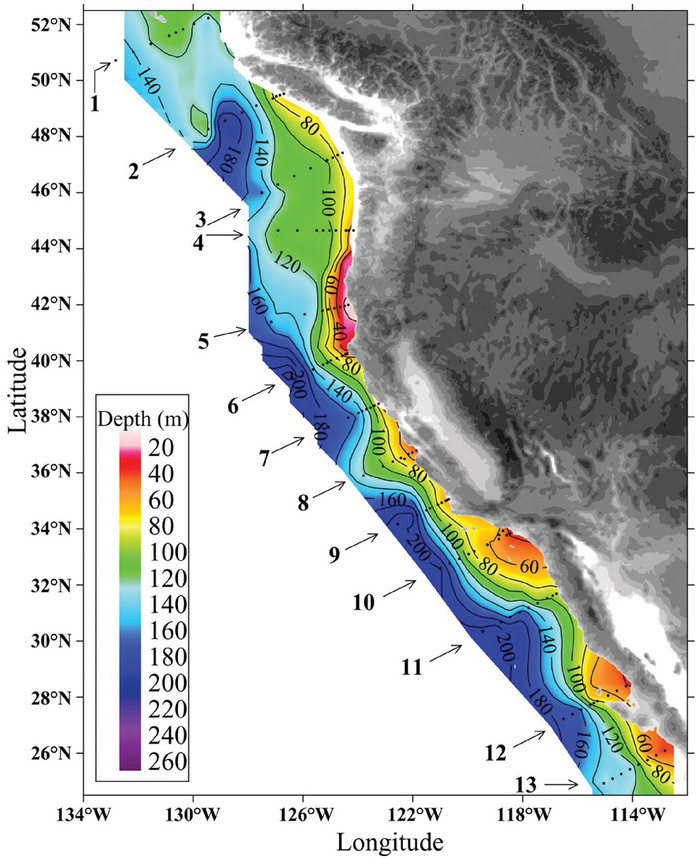 52°N
50°N
48°N
46°N
44°N
42°N
40°N
38°N
36°N
34°N
32°N
30°N
28°N
26°N
Latitude
134°W
130°W
126°W
122°W
118°W
114°W
Longitude
Depth (m)
20
40
60
80
100
120
140
160
180
200
220
240
260
1
2
3
4
5
6
7
8
9
10
11
12
13
140
80
180
140
100
120
160
60
40
80
200
140
180
100
80
160
200
100
80
60
200
140
100
180
160
120
60
80